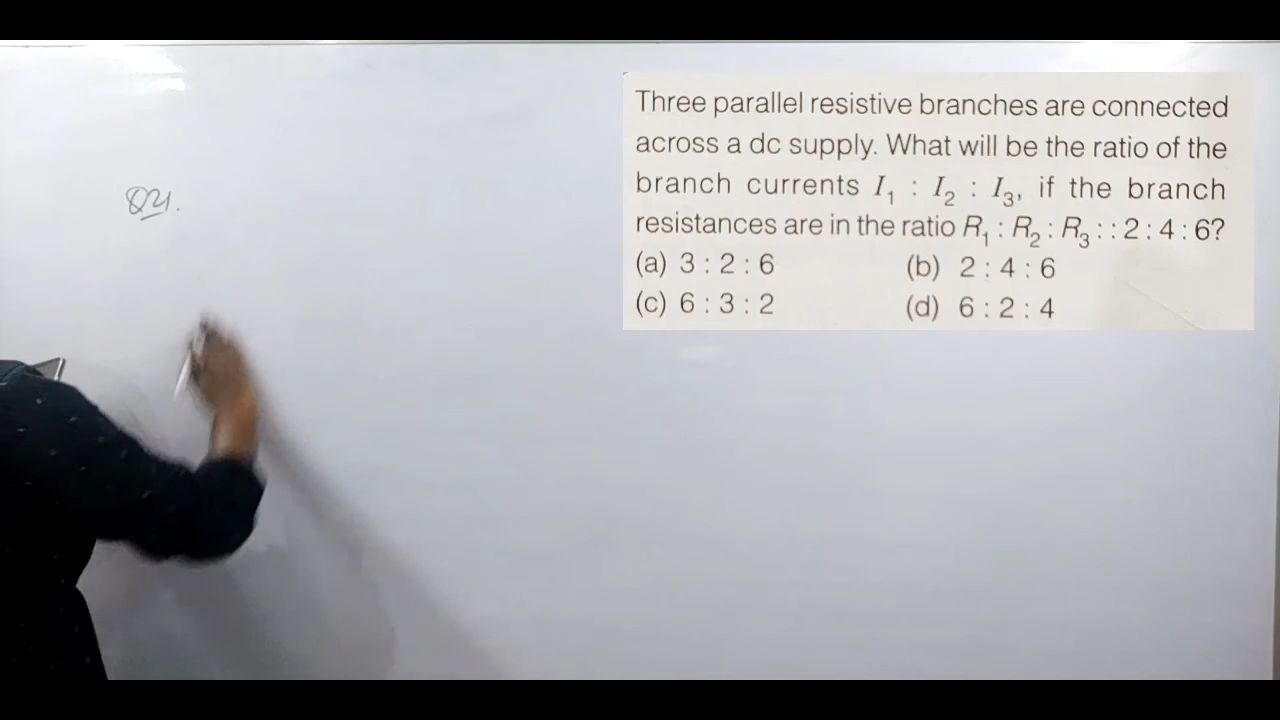 Q21.
Three parallel resistive branches are connected
across a dc supply. What will be the ratio of the
branch currents I₁ : I₂ : I₃, if the branch
resistances are in the ratio R₁ : R₂ : R₃ : : 2 : 4 : 6?
(a) 3 : 2 : 6 (b) 2 : 4 : 6
(c) 6 : 3 : 2 (d) 6 : 2 : 4